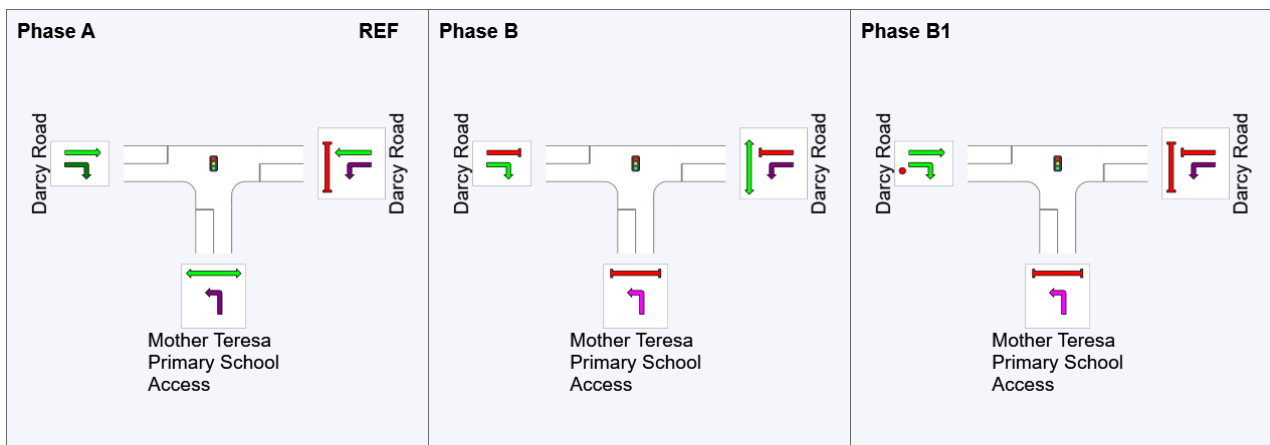 Phase A
REF
Darcy Road
Darcy Road
Mother Teresa
Primary School
Access
Phase B
Darcy Road
Darcy Road
Mother Teresa
Primary School
Access
Phase B1
Darcy Road
Darcy Road
Mother Teresa
Primary School
Access